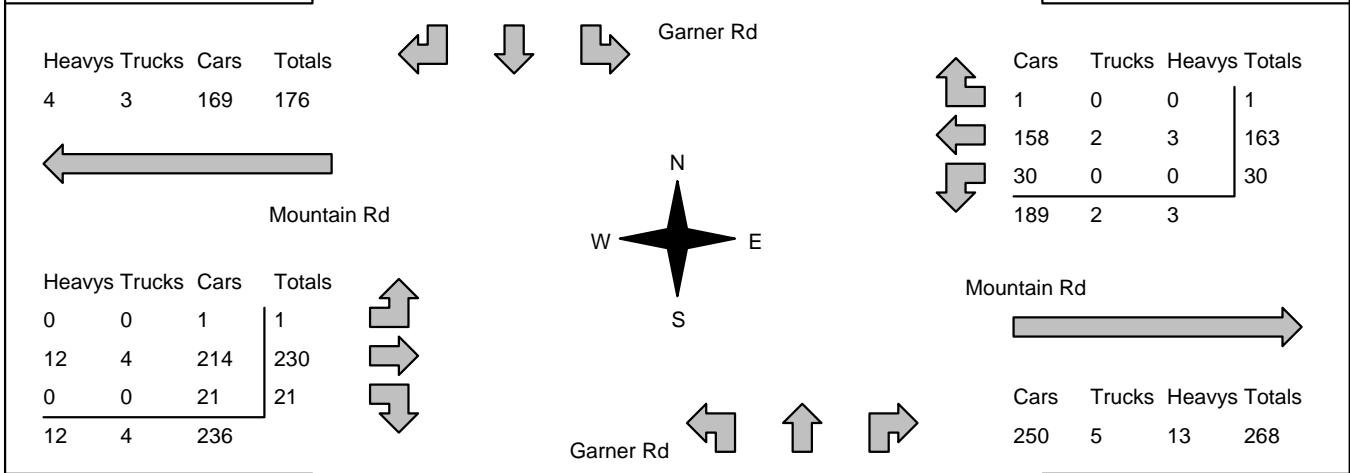 Garner Rd
Heavys Trucks Cars Totals
4 3 169 176
Cars Trucks Heavys Totals
1 0 0 1
158 2 3 163
30 0 0 30
189 2 3
N
W E
S
Mountain Rd
Heavys Trucks Cars Totals
0 0 1 1
12 4 214 230
0 0 21 21
12 4 236
Mountain Rd
Cars Trucks Heavys Totals
250 5 13 268
Garner Rd